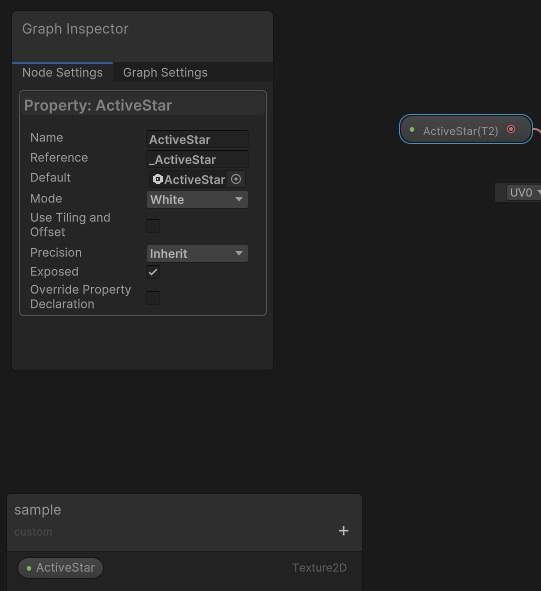 Graph Inspector
Node Settings Graph Settings
Property: ActiveStar
Name ActiveStar
Reference _ActiveStar
Default ActiveStar
Mode White
Use Tiling and
Offset
Precision Inherit
Exposed
Override Property
Declaration
ActiveStar(T2)
UV0
sample
custom
+
ActiveStar Texture2D